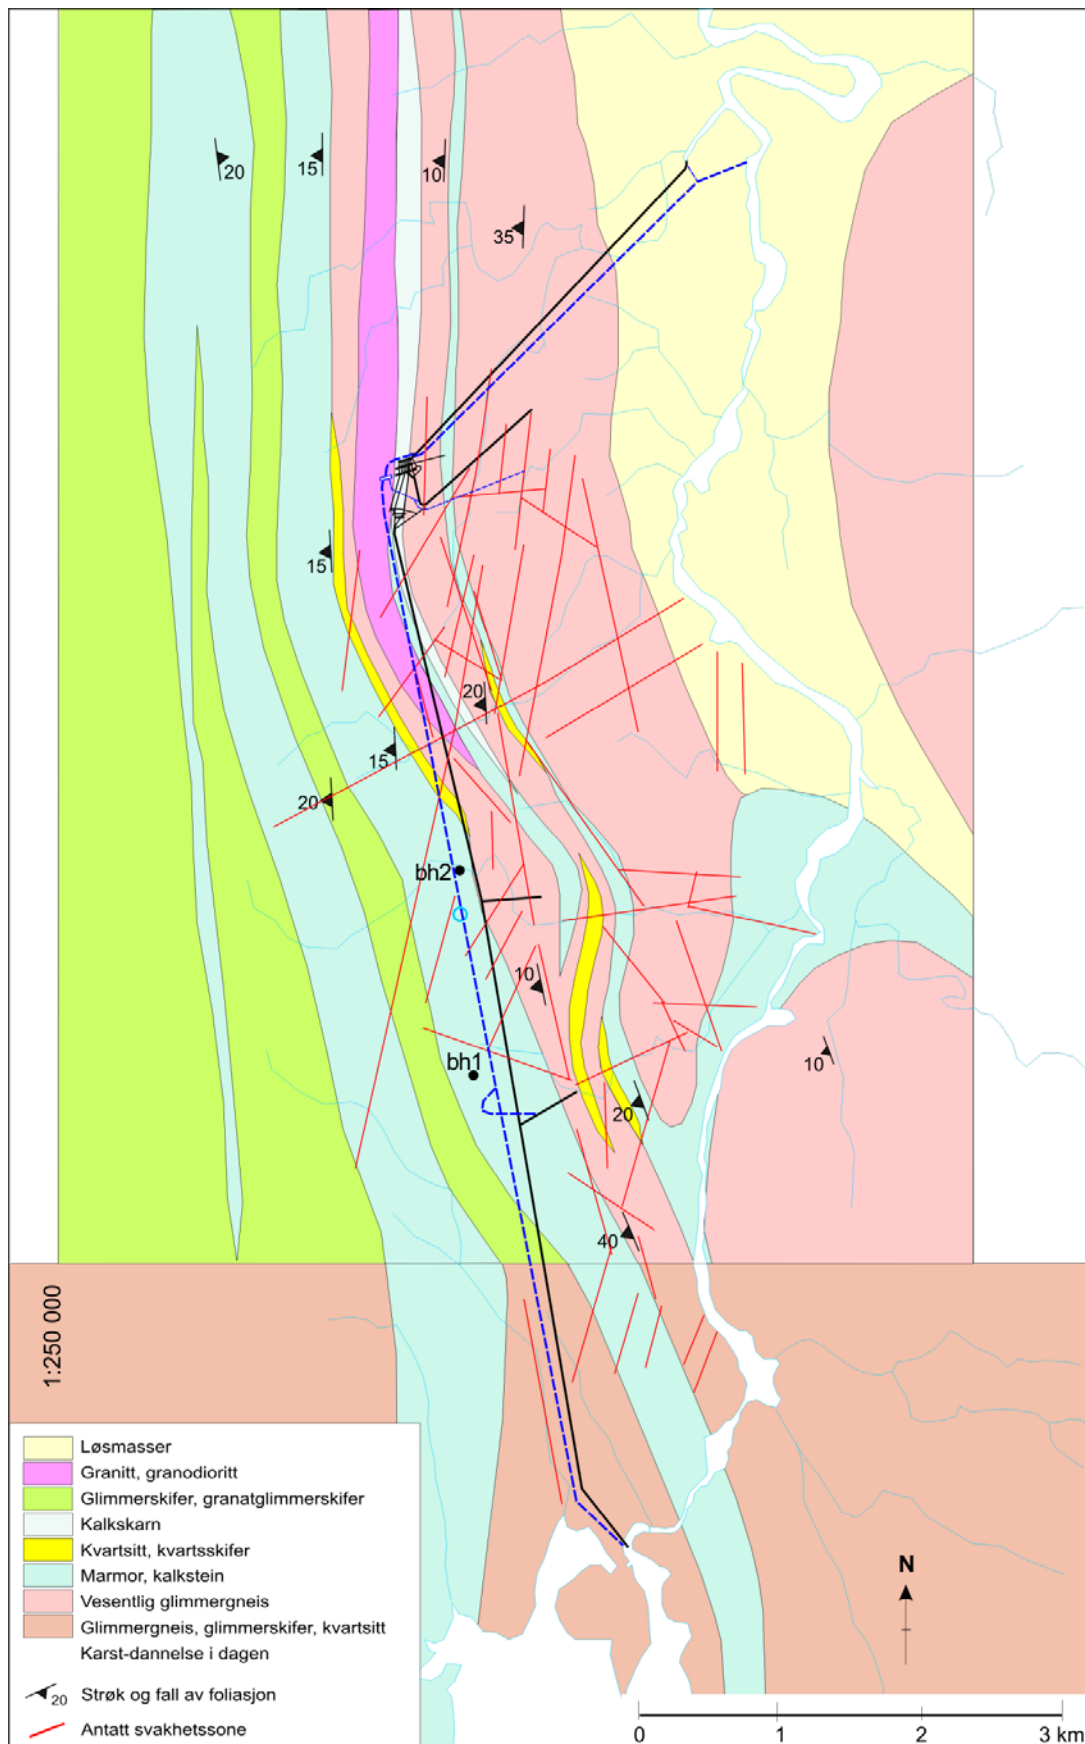 20
15
10
35
15
20
15
20
bh2
10
bh1
10
20
40
1:250 000
Løsmasser
Granitt, granodioritt
Glimmerskifer, granatglimmerskifer
Kalkskarn
Kvartsitt, kvartsskifer
Marmor, kalkstein
Vesentlig glimmergneis
Glimmergneis, glimmerskifer, kvartsitt
Karst-dannelse i dagen
20 Strøk og fall av foliasjon
Antatt svakhetssone
N
0 1 2 3 km